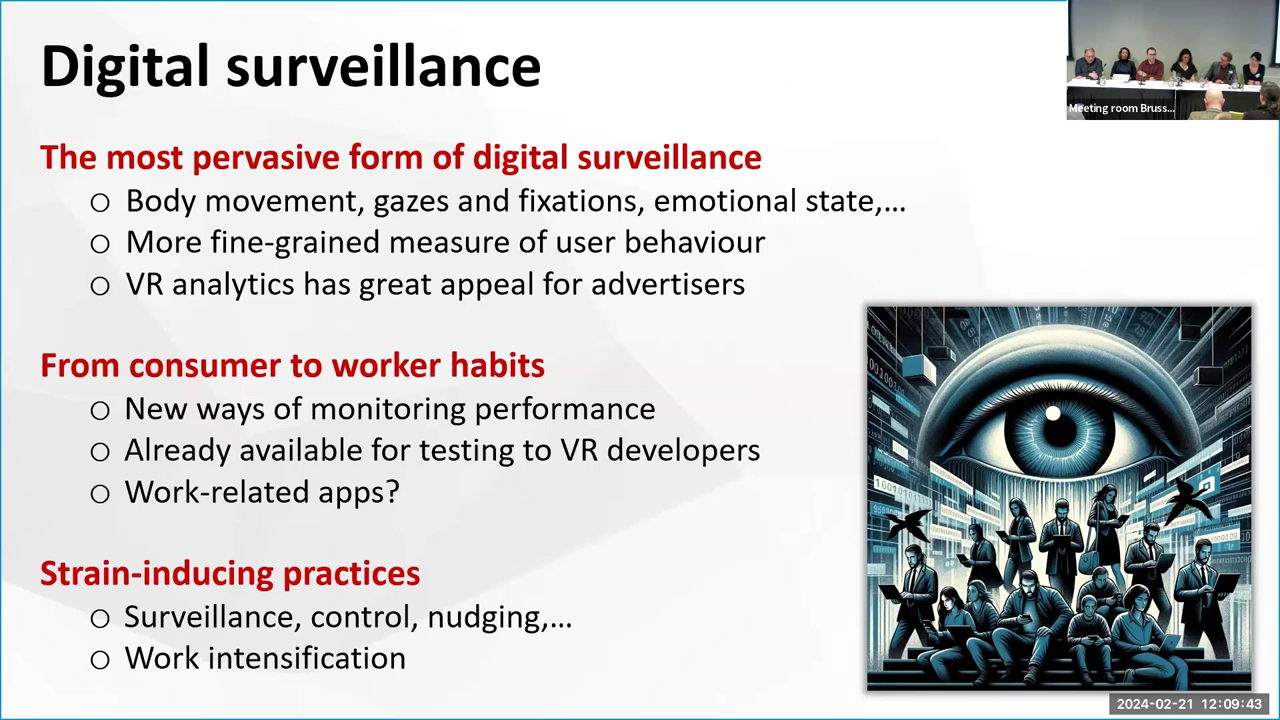 Digital surveillance
Meeting room Bruss...
The most pervasive form of digital surveillance
Body movement, gazes and fixations, emotional state,...
More fine-grained measure of user behaviour
VR analytics has great appeal for advertisers
From consumer to worker habits
New ways of monitoring performance
Already available for testing to VR developers
Work-related apps?
Strain-inducing practices
Surveillance, control, nudging,...
Work intensification
2024-02-21 12:09:43